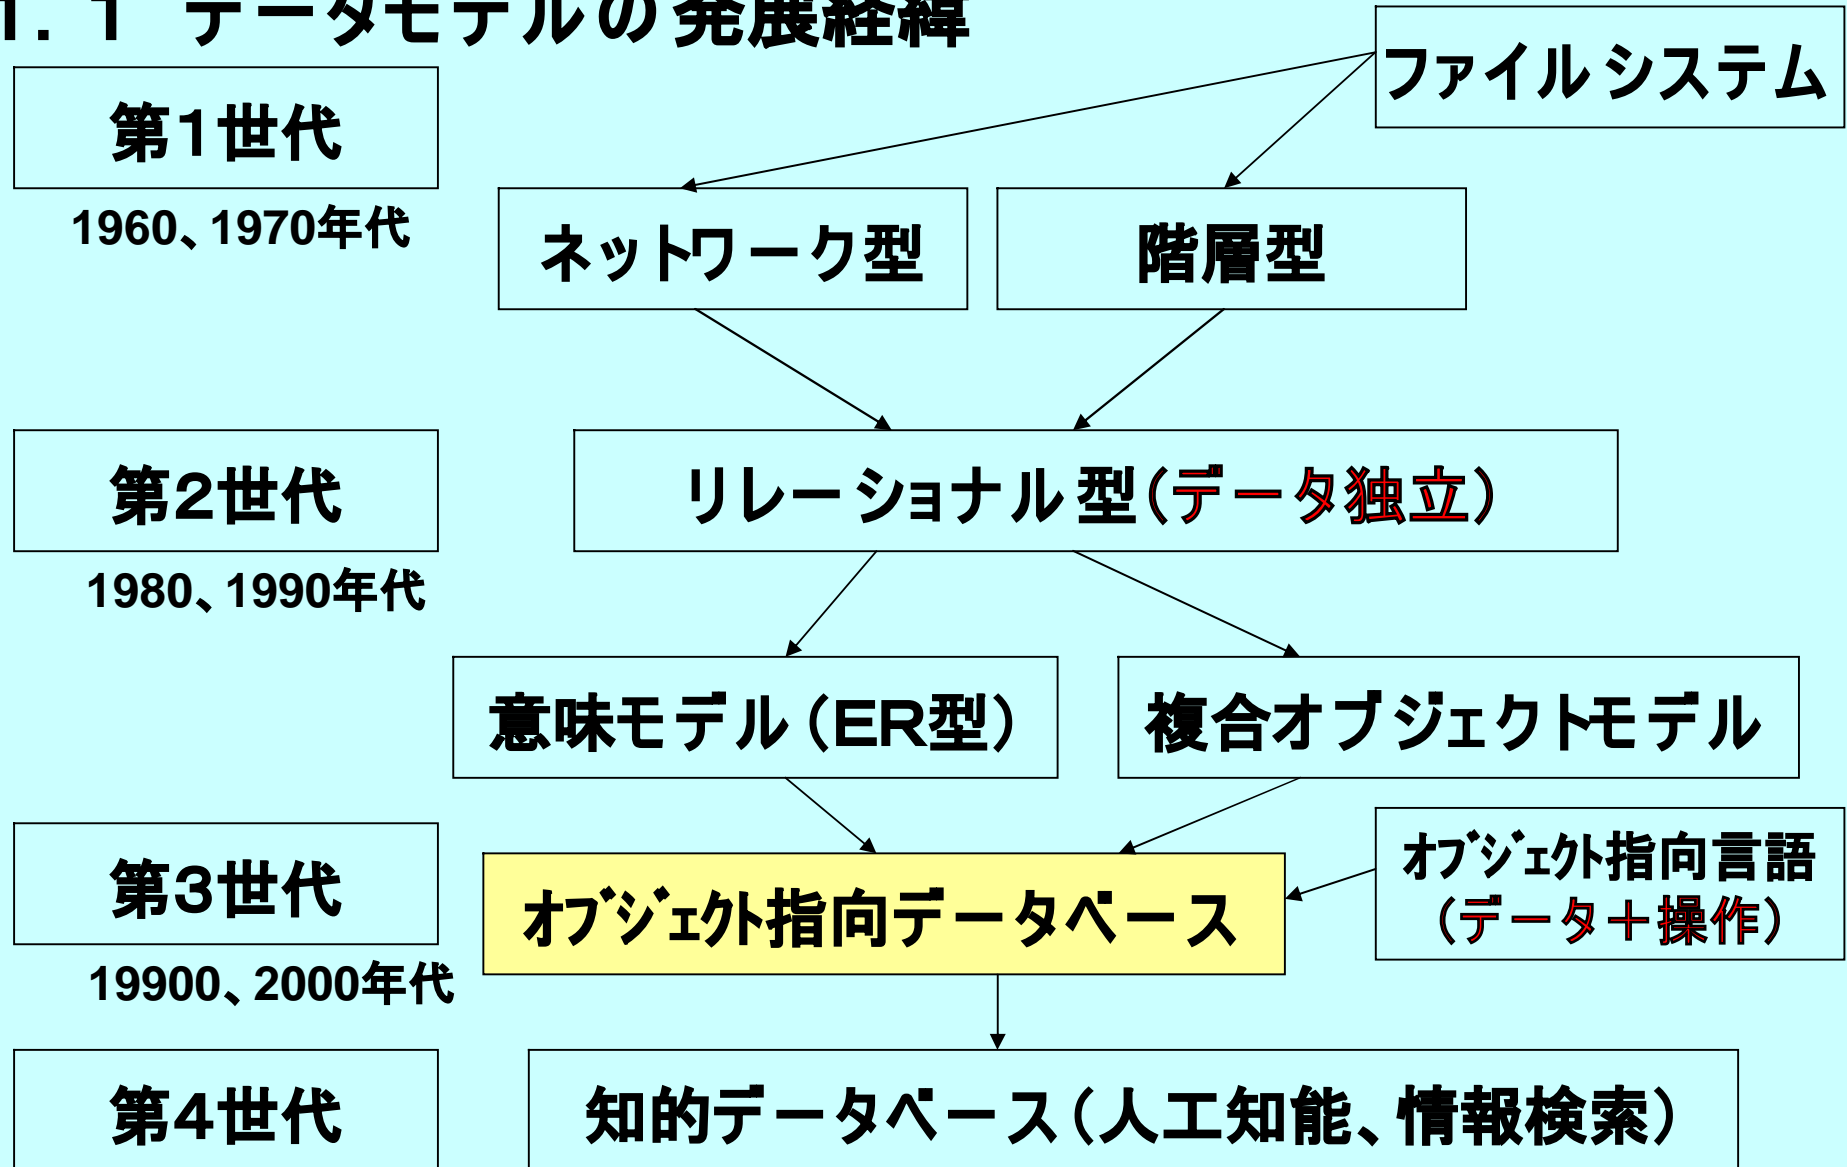 1．1　データモデルの発展経緯
ファイルシステム
第1世代
1960、1970年代
ネットワーク型
階層型
第2世代
リレーショナル型（データ独立）
1980、1990年代
意味モデル（ER型）
複合オブジェクトモデル
オブジェクト指向言語
（データ＋操作）
第3世代
オブジェクト指向データベース
19900、2000年代
第4世代
知的データベース（人工知能、情報検索）